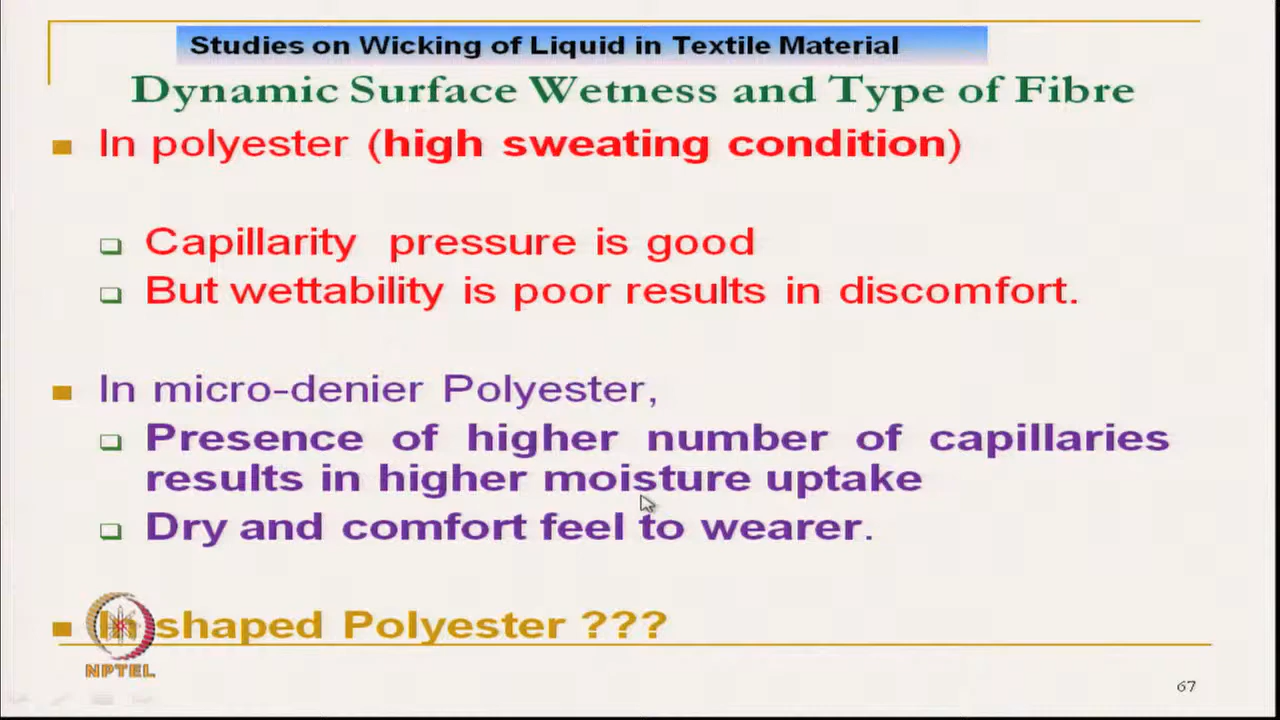 Studies on Wicking of Liquid in Textile Material
Dynamic Surface Wetness and Type of Fibre
In polyester (high sweating condition)
Capillarity pressure is good
But wettability is poor results in discomfort.
In micro-denier Polyester,
Presence of higher number of capillaries
results in higher moisture uptake
Dry and comfort feel to wearer.
In shaped Polyester ???
NPTEL
67